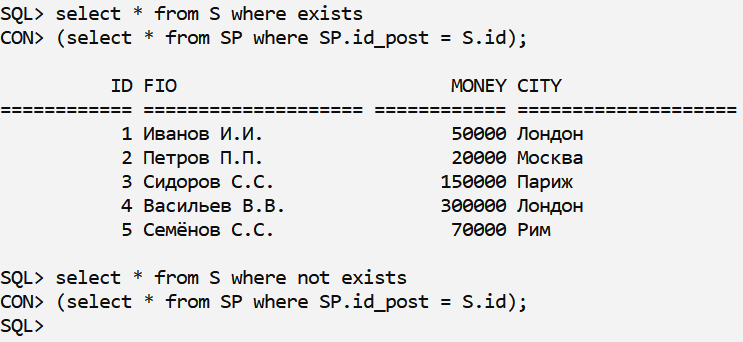 SQL> select * from S where exists
CON> (select * from SP where SP.id_post = S.id);
ID FIO MONEY CITY
============ ==================== ============ ====================
1 Иванов И.И. 50000 Лондон
2 Петров П.П. 20000 Москва
3 Сидоров С.С. 150000 Париж
4 Васильев В.В. 300000 Лондон
5 Семёнов С.С. 70000 Рим
SQL> select * from S where not exists
CON> (select * from SP where SP.id_post = S.id);
SQL>